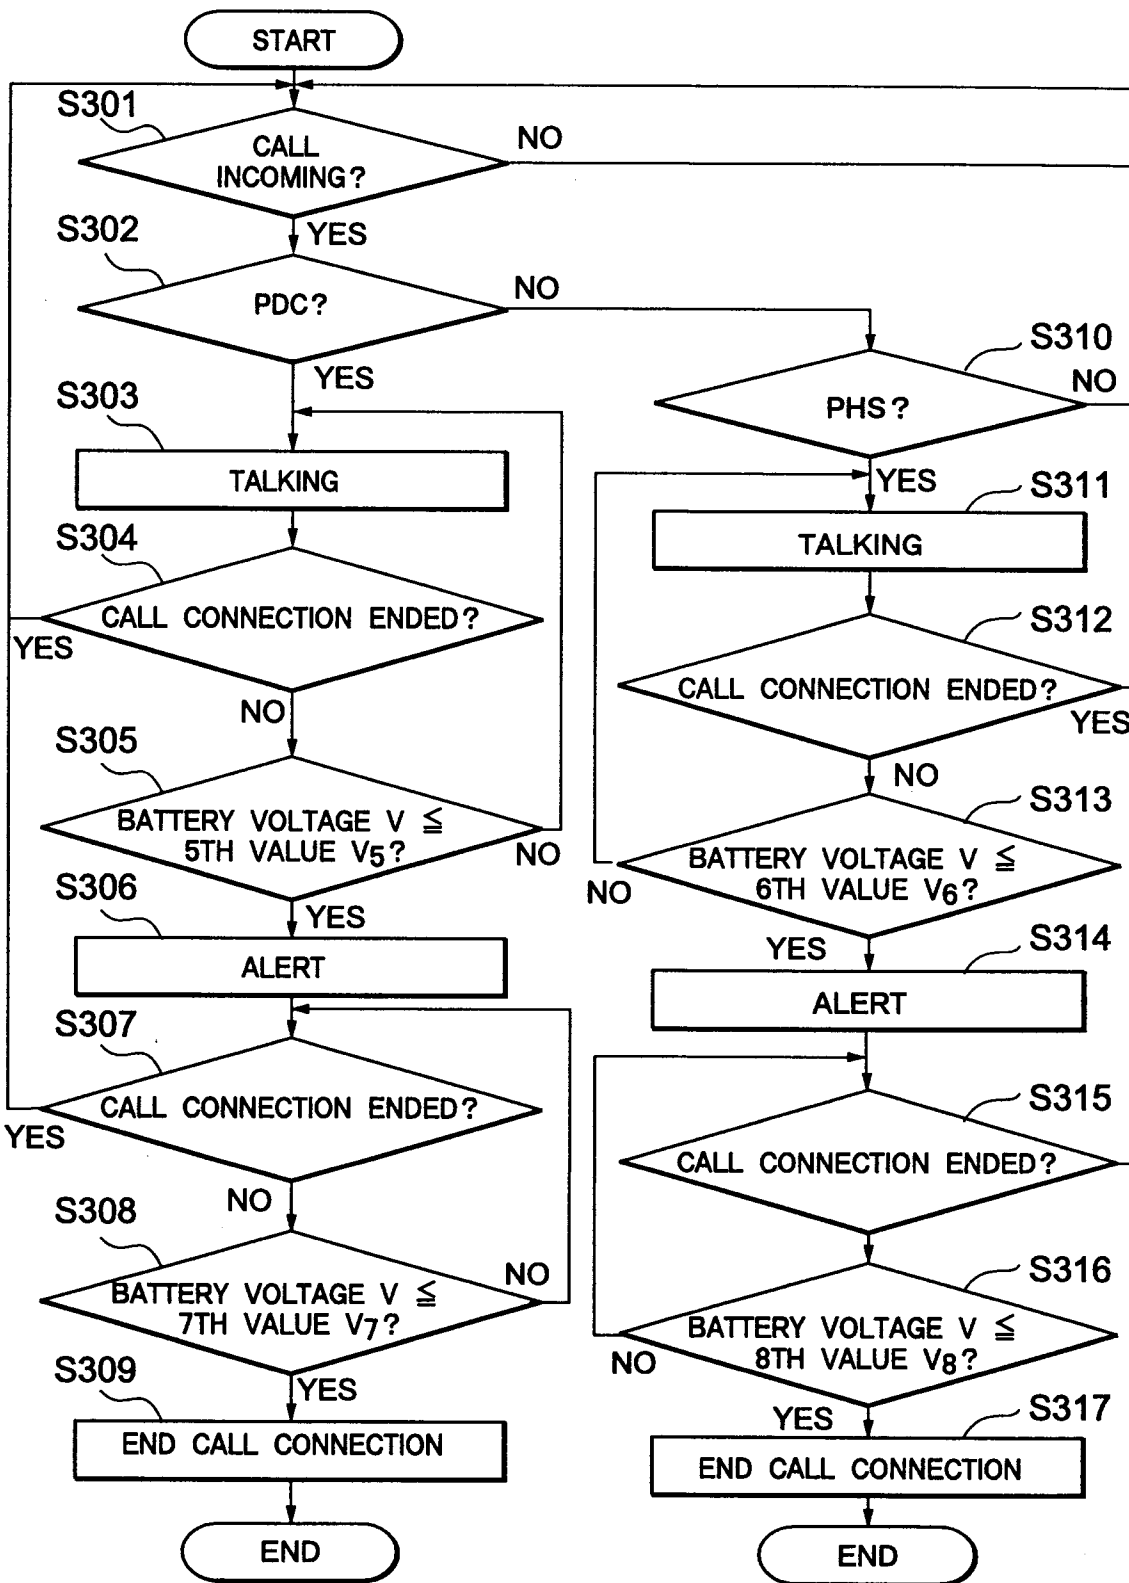 START
S301
CALL
INCOMING?
NO
YES
S302
PDC?
NO
YES
S303
TALKING
S304
CALL CONNECTION ENDED?
YES
NO
S305
BATTERY VOLTAGE V ≦
5TH VALUE V5?
NO
YES
S306
ALERT
S307
CALL CONNECTION ENDED?
YES
NO
S308
BATTERY VOLTAGE V ≦
7TH VALUE V7?
NO
YES
S309
END CALL CONNECTION
END
S310
PHS?
NO
YES
S311
TALKING
S312
CALL CONNECTION ENDED?
YES
NO
S313
BATTERY VOLTAGE V ≦
6TH VALUE V6?
NO
YES
S314
ALERT
S315
CALL CONNECTION ENDED?
S316
BATTERY VOLTAGE V ≦
8TH VALUE V8?
NO
YES
S317
END CALL CONNECTION
END